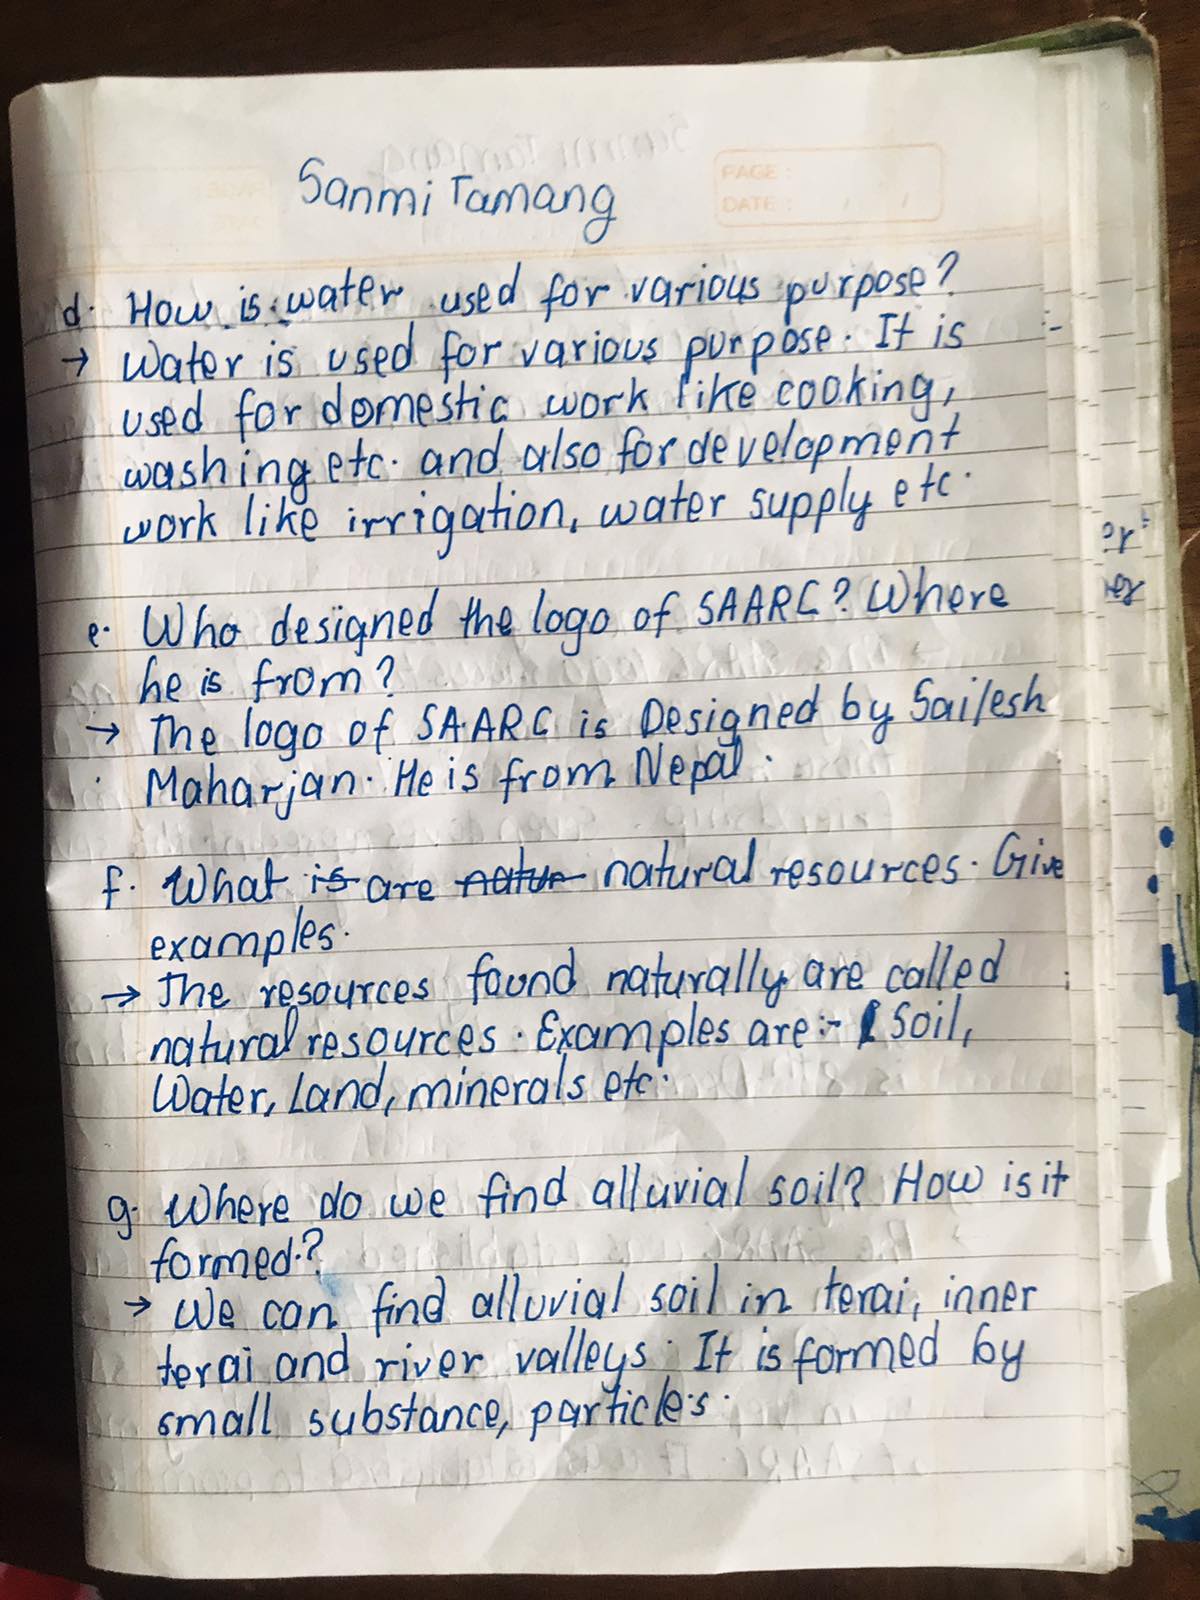 Sanmi Tamang
PAGE :
DATE : / /
d. How is water used for various purpose?
→ Water is used for various purpose. It is
used for domestic work like cooking,
washing etc. and also for development
work like irrigation, water supply etc.
e. Who designed the logo of SAARC? Where
he is from?
→ The logo of SAARC is Designed by Sailesh
Maharjan. He is from Nepal.
f. What is are natur natural resources. Give
examples.
→ The resources found naturally are called
natural resources. Examples are:- Soil,
Water, Land, minerals etc.
g. Where do we find alluvial soil? How is it
formed.?
→ We can find alluvial soil in terai, inner
terai and river valleys. It is formed by
small substance, particles.